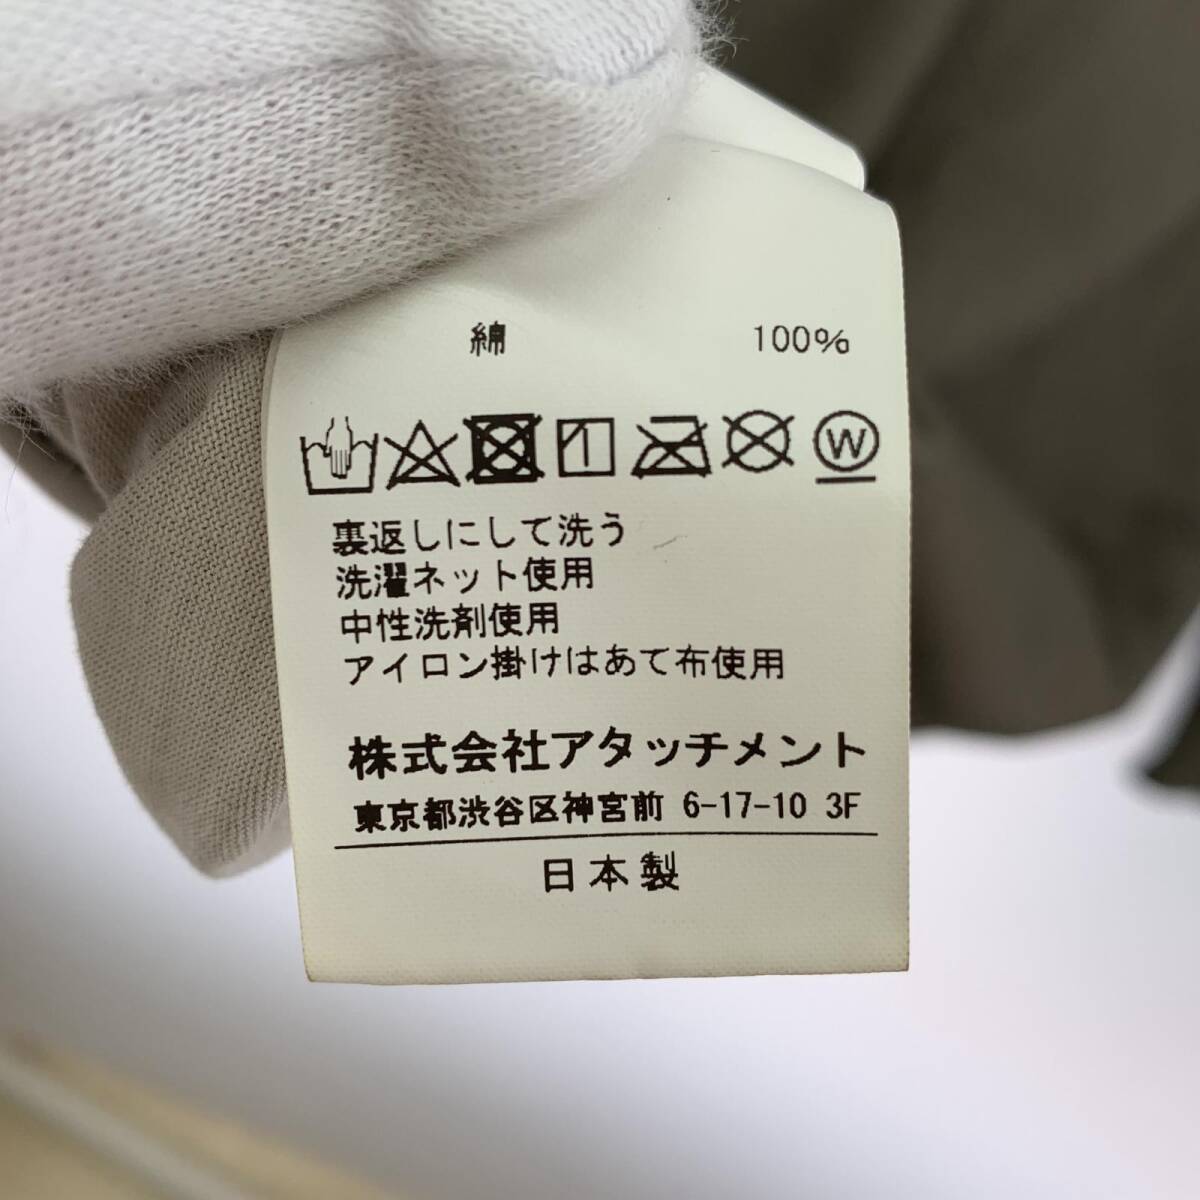 綿 100%
W
裏返しにして洗う
洗濯ネット使用
中性洗剤使用
アイロン掛けはあて布使用
株式会社アタッチメント
東京都渋谷区神宮前 6-17-10 3F
日本製